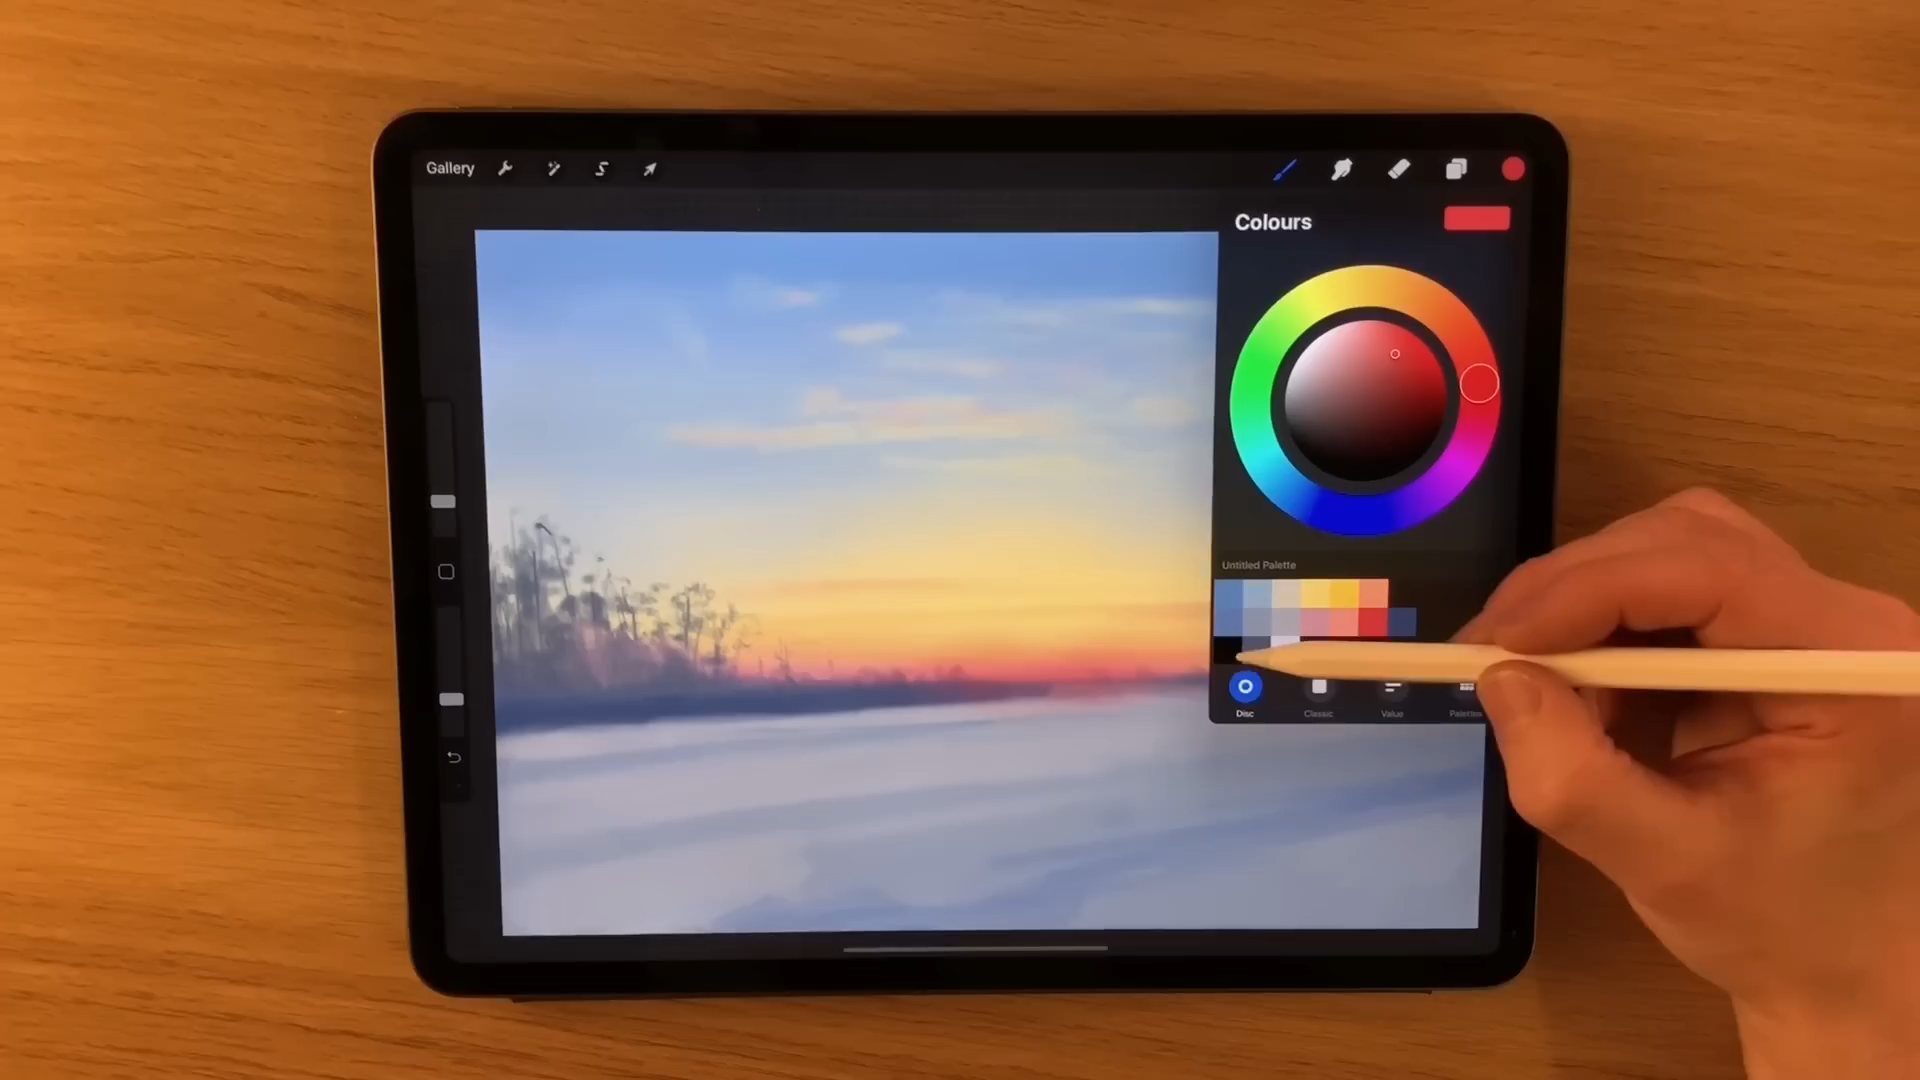 Gallery
Colours
Untitled Palette
Disc
Classic
Value
Palettes